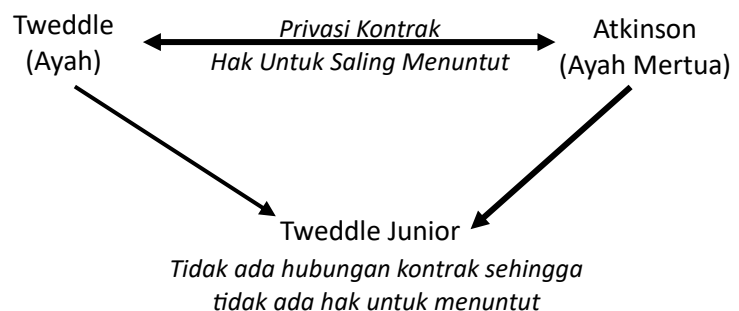 Tweddle
(Ayah)
Privasi Kontrak
Hak Untuk Saling Menuntut
Atkinson
(Ayah Mertua)
Tweddle Junior
Tidak ada hubungan kontrak sehingga
tidak ada hak untuk menuntut